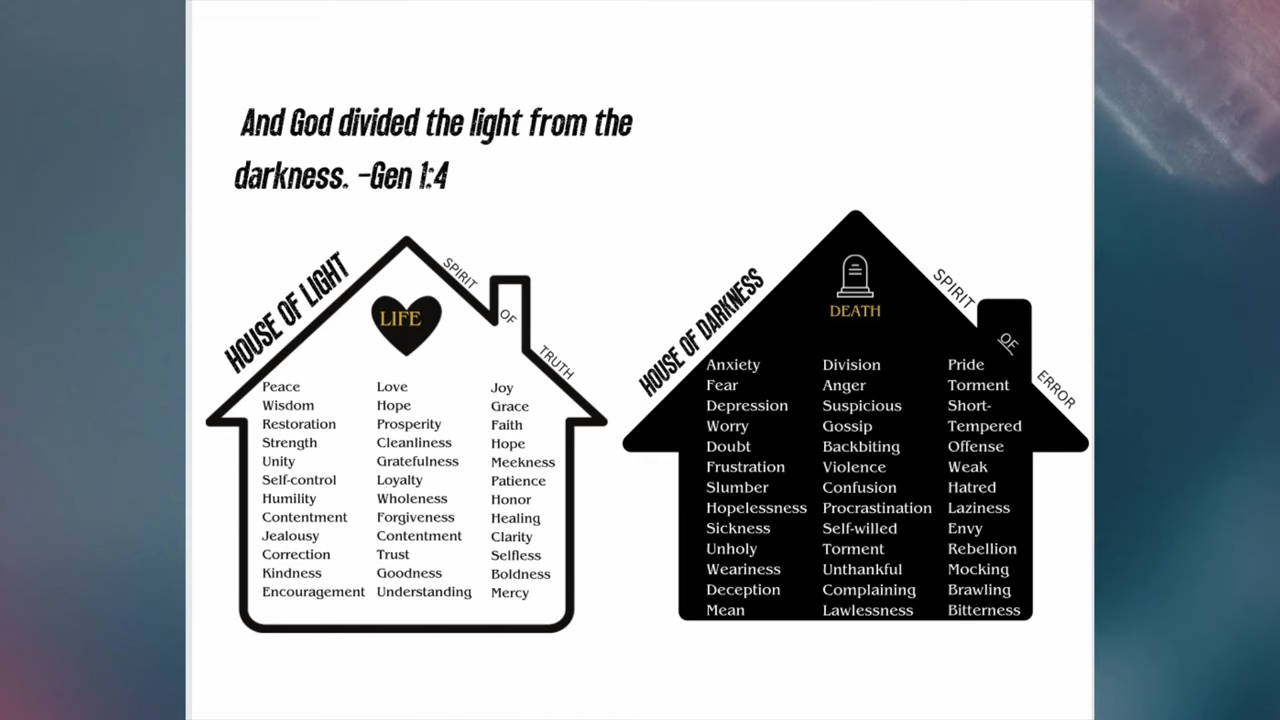 And God divided the light from the
darkness. -Gen 1:4
HOUSE OF LIGHT
SPIRIT
OF
TRUTH
LIFE
Peace
Wisdom
Restoration
Strength
Unity
Self-control
Humility
Contentment
Jealousy
Correction
Kindness
Encouragement
Love
Hope
Prosperity
Cleanliness
Gratefulness
Loyalty
Wholeness
Forgiveness
Contentment
Trust
Goodness
Understanding
Joy
Grace
Faith
Hope
Meekness
Patience
Honor
Healing
Clarity
Selfless
Boldness
Mercy
HOUSE OF DARKNESS
SPIRIT
OF
ERROR
DEATH
Anxiety
Fear
Depression
Worry
Doubt
Frustration
Slumber
Hopelessness
Sickness
Unholy
Weariness
Deception
Mean
Division
Anger
Suspicious
Gossip
Backbiting
Violence
Confusion
Procrastination
Self-willed
Torment
Unthankful
Complaining
Lawlessness
Pride
Torment
Short-
Tempered
Offense
Weak
Hatred
Laziness
Envy
Rebellion
Mocking
Brawling
Bitterness